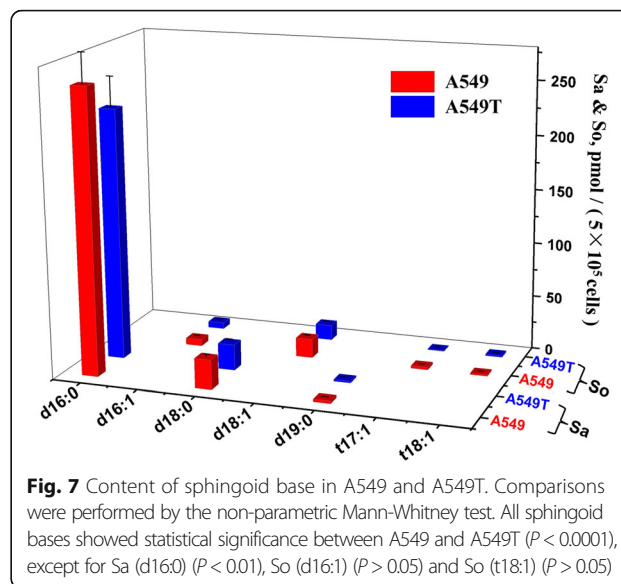 A549
A549T
Sa & So, pmol / ( 5×10⁵cells )
250
200
150
100
50
0
d16:0
d16:1
d18:0
d18:1
d19:0
t17:1
t18:1
A549T
A549
So
A549T
A549
Sa
Fig. 7 Content of sphingoid base in A549 and A549T. Comparisons
were performed by the non-parametric Mann-Whitney test. All sphingoid
bases showed statistical significance between A549 and A549T (P < 0.0001),
except for Sa (d16:0) (P < 0.01), So (d16:1) (P > 0.05) and So (t18:1) (P > 0.05)